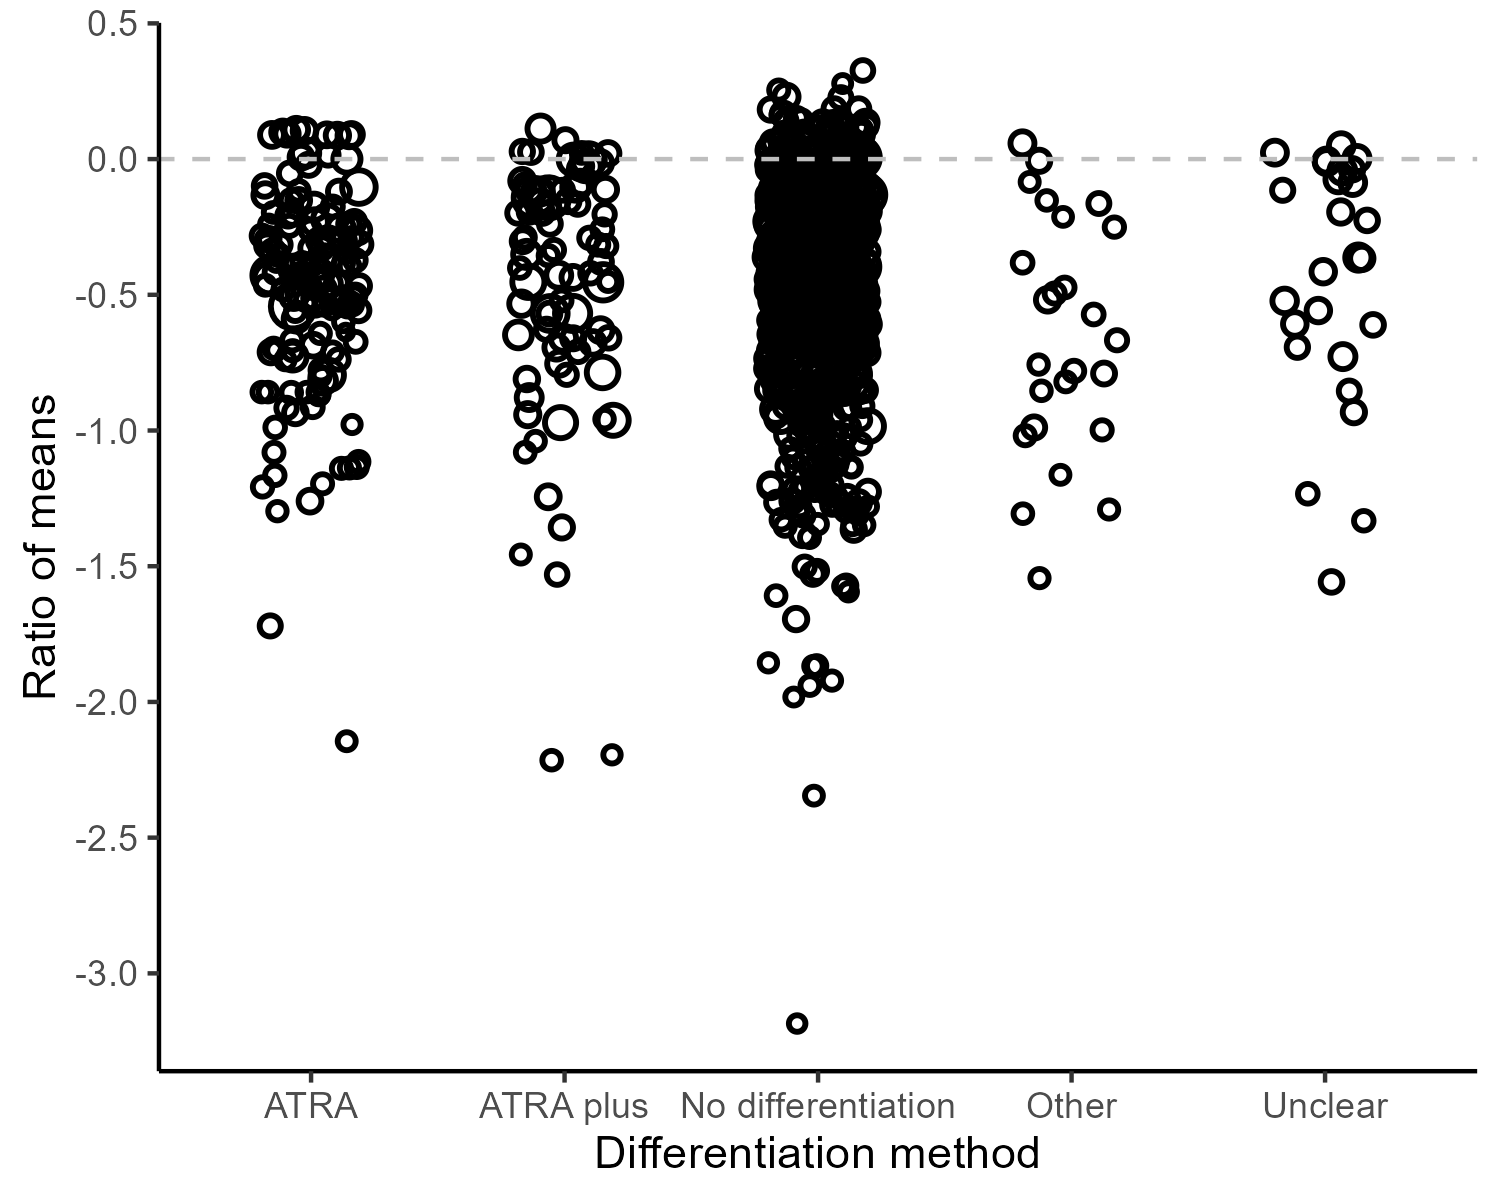 Ratio of means
0.5
0.0
-0.5
-1.0
-1.5
-2.0
-2.5
-3.0
ATRA
ATRA plus
No differentiation
Other
Unclear
Differentiation method